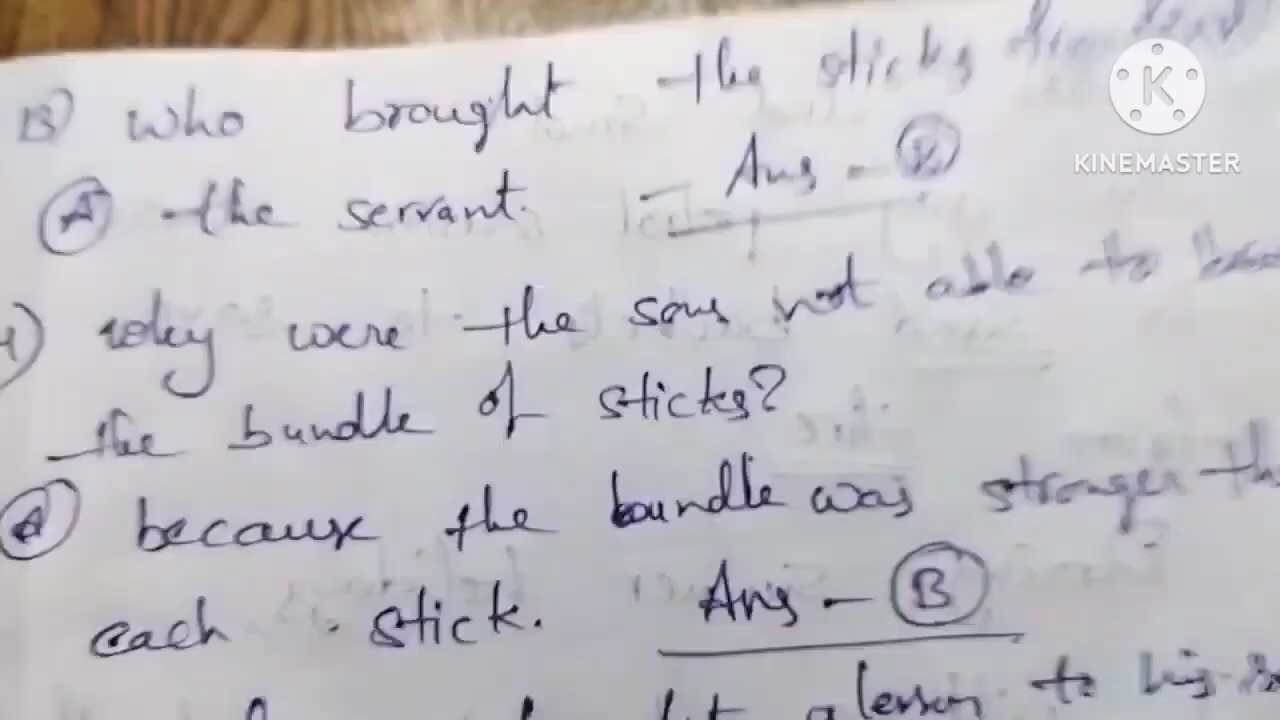 13) who brought the sticks
KINEMASTER
A the servant. - Ans - B
4) why were the sons not able to
the bundle of sticks?
A because the bundle was stronger
each stick. Ans - B
a lesson to his